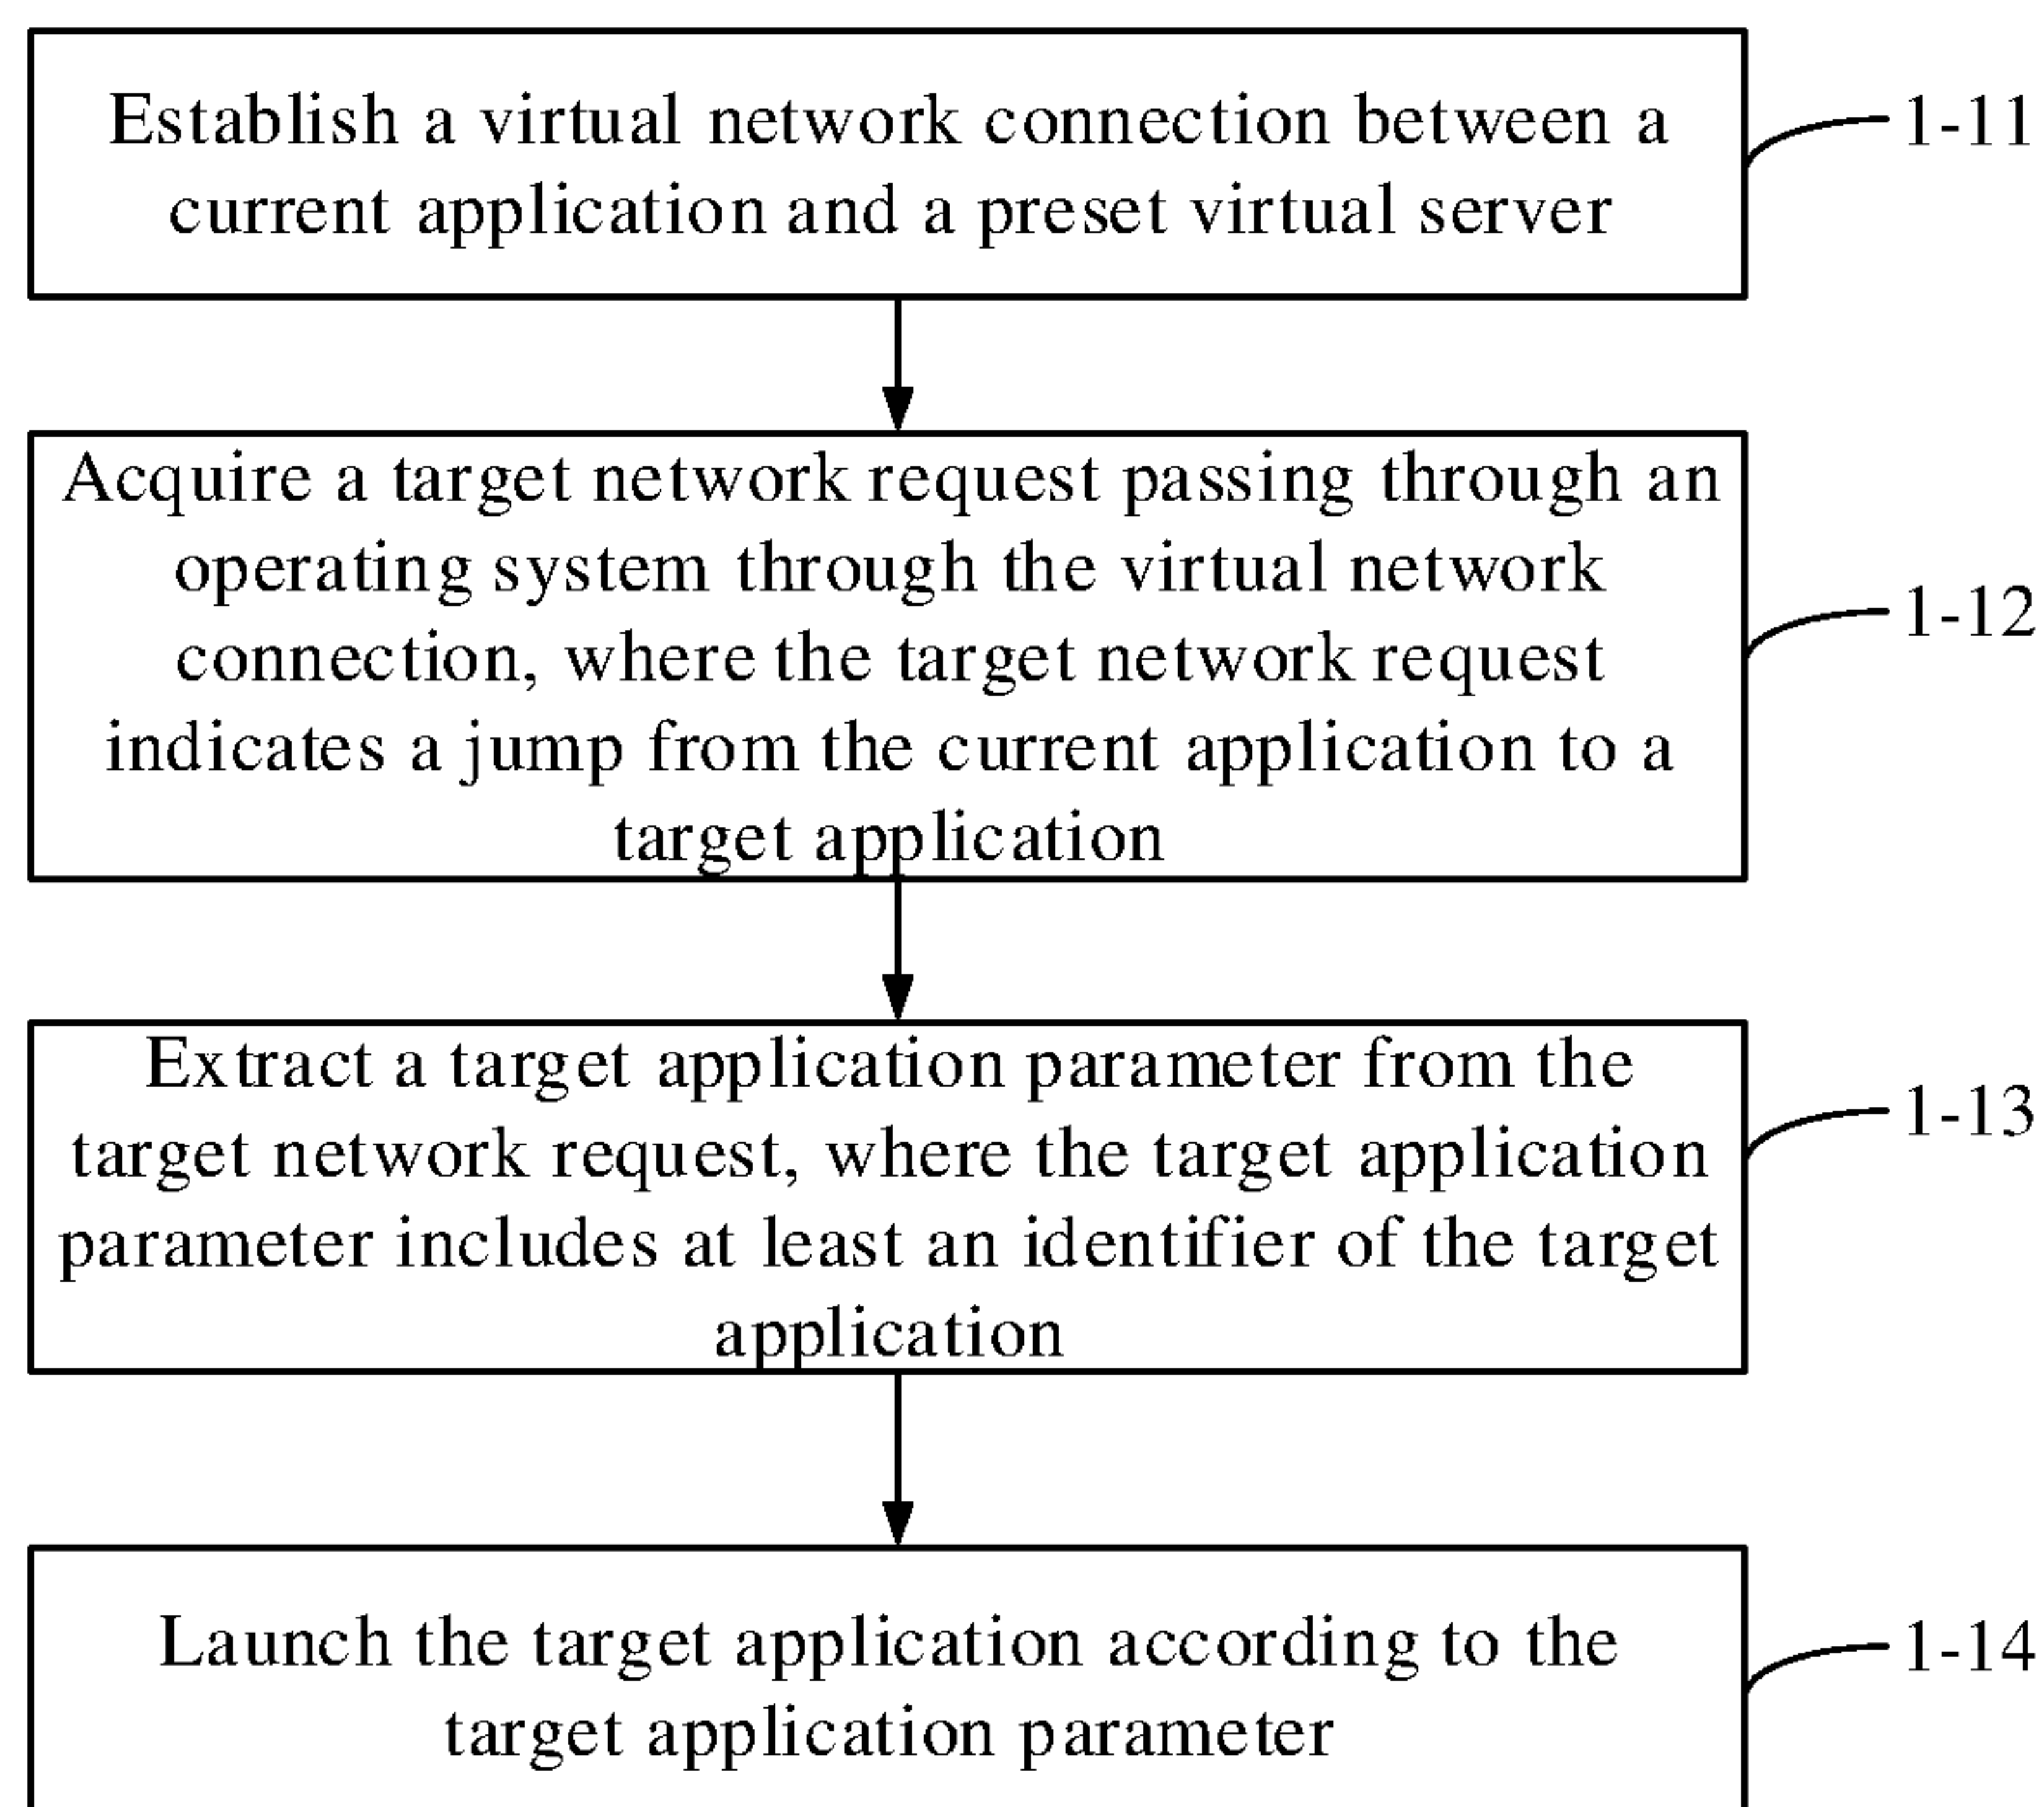 Establish a virtual network connection between a
current application and a preset virtual server
1-11
Acquire a target network request passing through an
operating system through the virtual network
connection, where the target network request
indicates a jump from the current application to a
target application
1-12
Extract a target application parameter from the
target network request, where the target application
parameter includes at least an identifier of the target
application
1-13
Launch the target application according to the
target application parameter
1-14